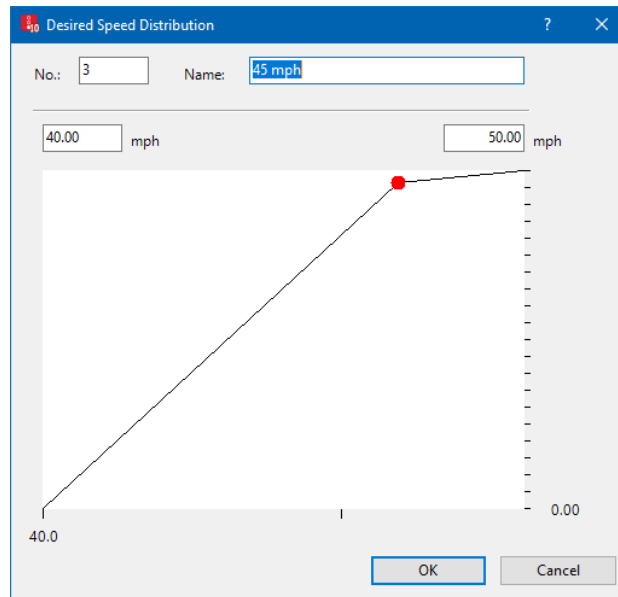 Desired Speed Distribution
No.: 3 Name: 45 mph
40.00 mph 50.00 mph
0.00
40.0
OK Cancel